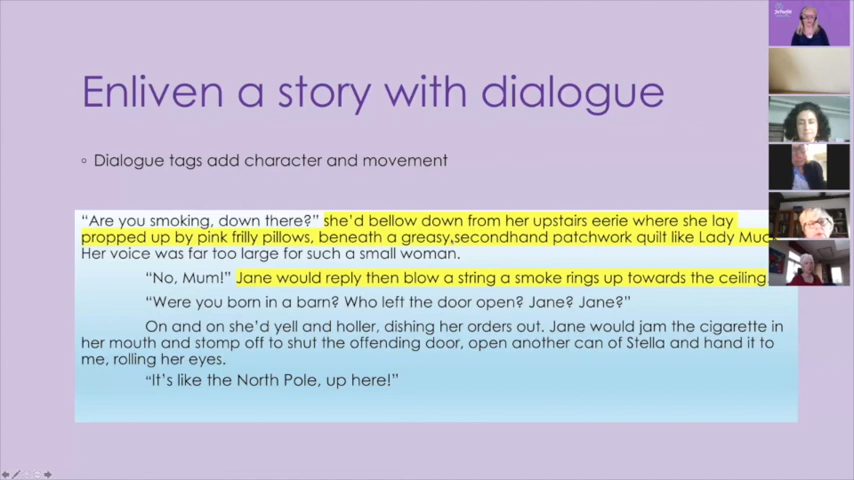 Enliven a story with dialogue
Dialogue tags add character and movement
“Are you smoking, down there?” she’d bellow down from her upstairs eerie where she lay
propped up by pink frilly pillows, beneath a greasy,secondhand patchwork quilt like Lady Muck.
Her voice was far too large for such a small woman.
“No, Mum!” Jane would reply then blow a string a smoke rings up towards the ceiling.
“Were you born in a barn? Who left the door open? Jane? Jane?”
On and on she’d yell and holler, dishing her orders out. Jane would jam the cigarette in
her mouth and stomp off to shut the offending door, open another can of Stella and hand it to
me, rolling her eyes.
“It’s like the North Pole, up here!”